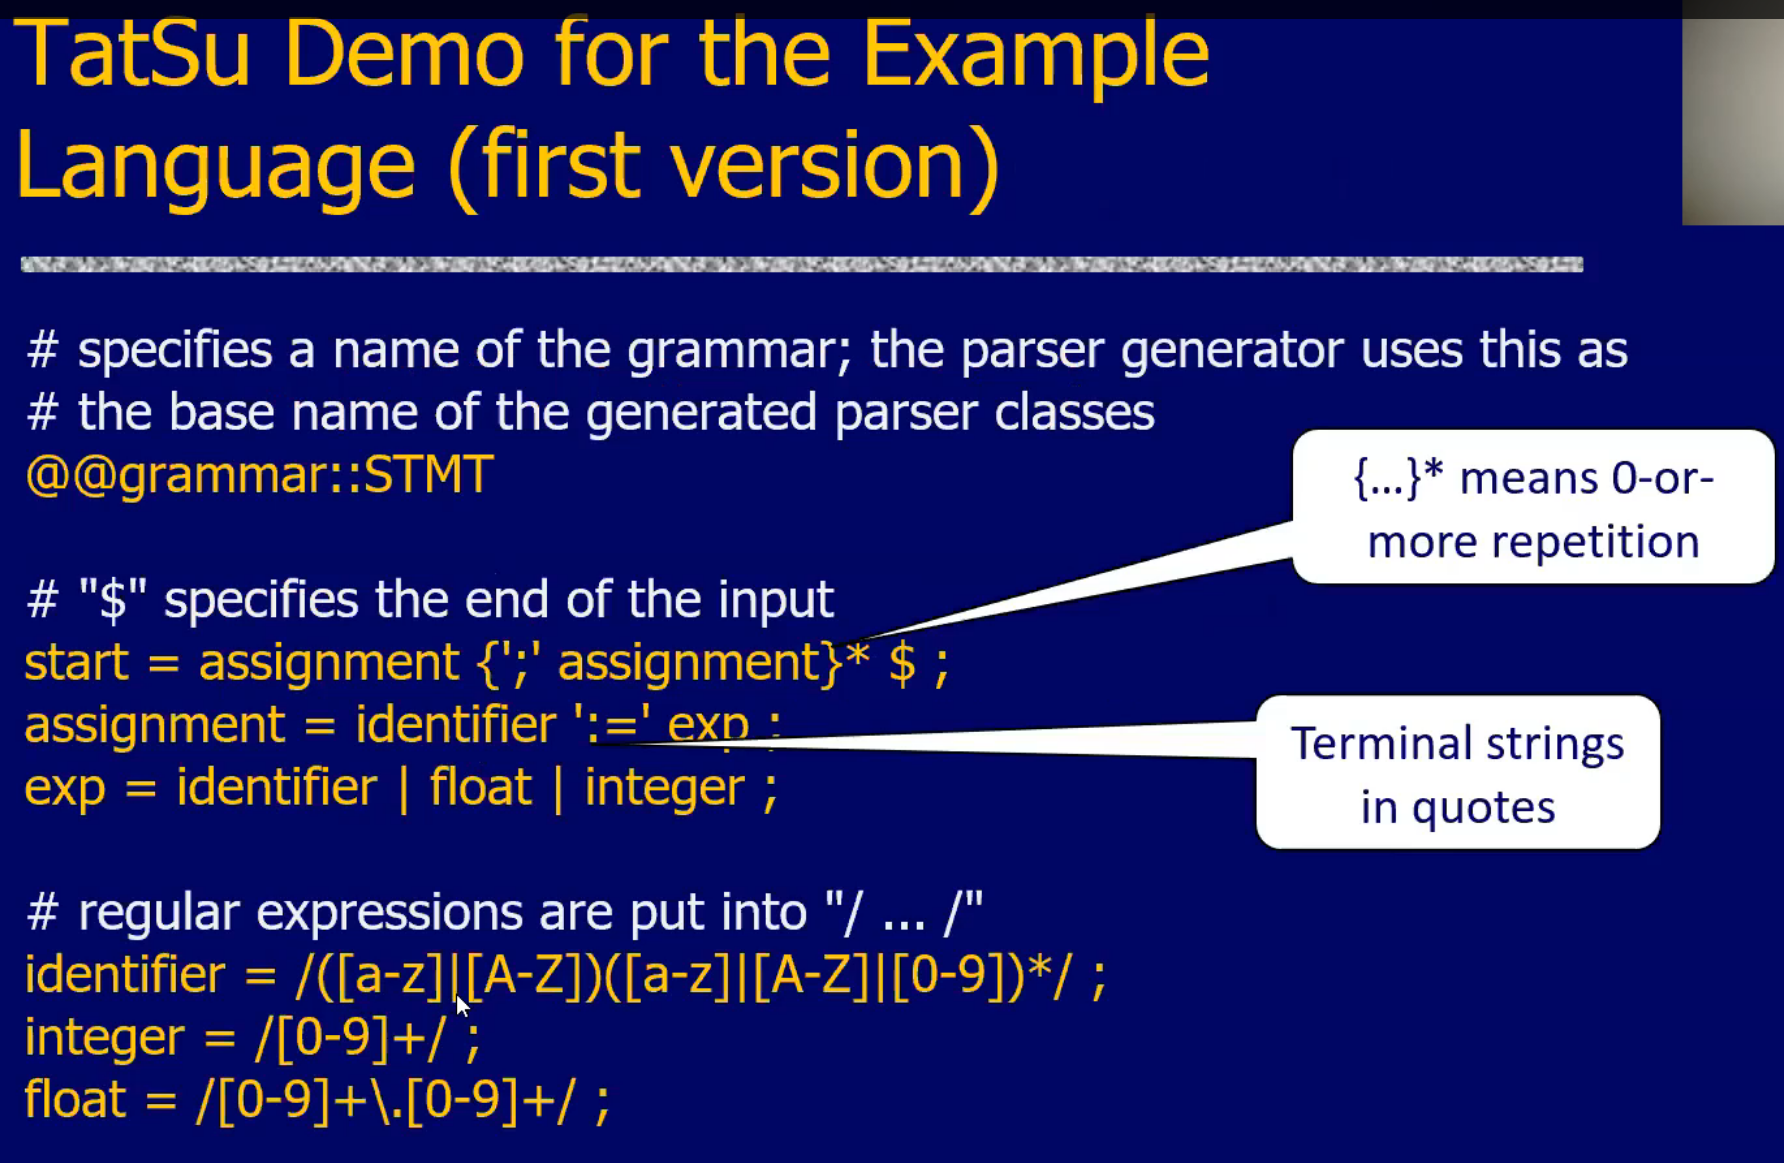 TatSu Demo for the Example
Language (first version)
# specifies a name of the grammar; the parser generator uses this as
# the base name of the generated parser classes
@@grammar::STMT
{...}* means 0-or-
more repetition
# "$" specifies the end of the input
start = assignment {';' assignment}* $ ;
assignment = identifier ':=' exp ;
exp = identifier | float | integer ;
Terminal strings
in quotes
# regular expressions are put into "/ ... /"
identifier = /([a-z]|[A-Z])([a-z]|[A-Z]|[0-9])*/ ;
integer = /[0-9]+/ ;
float = /[0-9]+\.[0-9]+/ ;